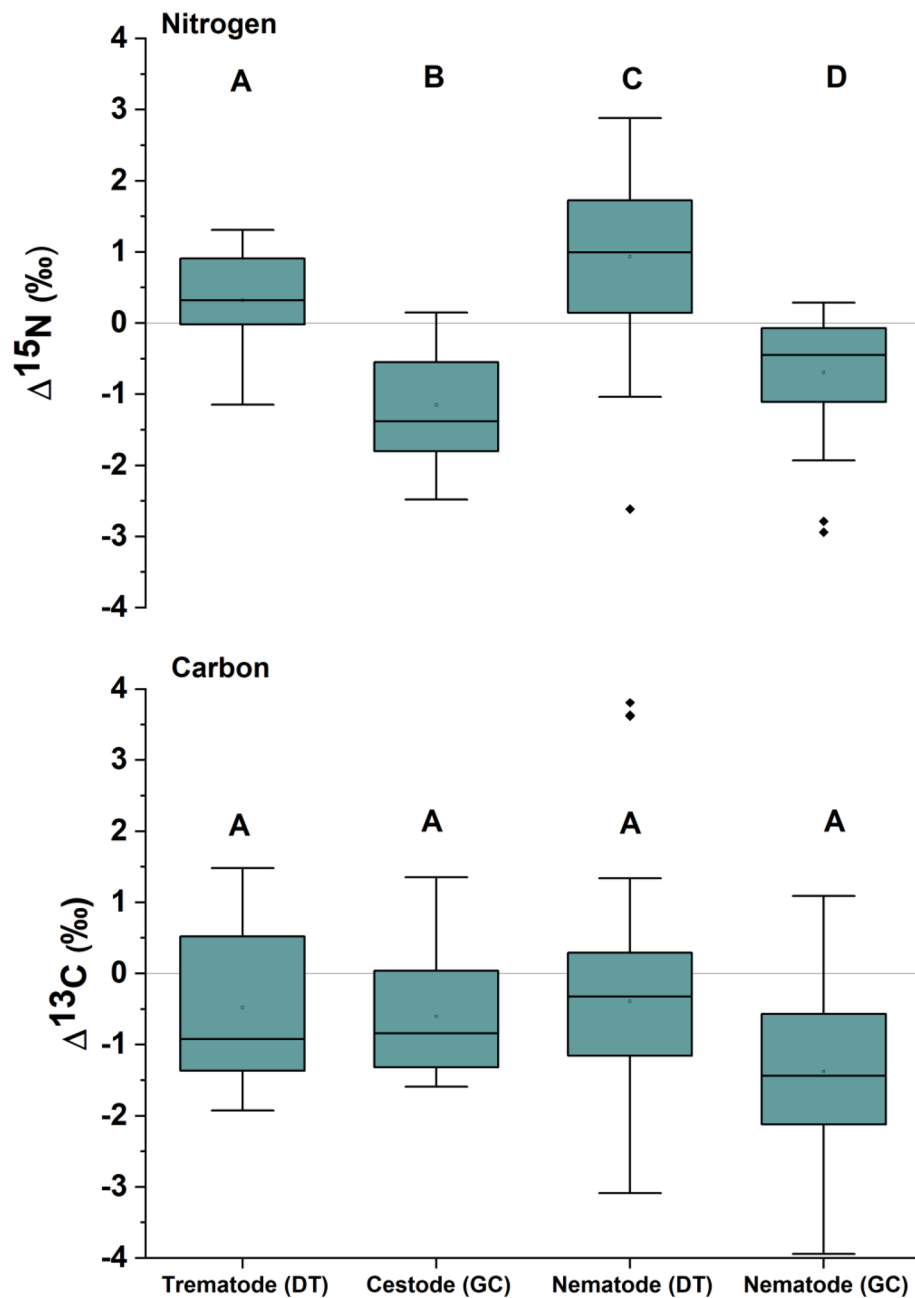 Nitrogen
4
3
2
1
0
-1
-2
-3
-4
Δ15N (‰)
A B C D
Carbon
4
3
2
1
0
-1
-2
-3
-4
Δ13C (‰)
A A A A
Trematode (DT) Cestode (GC) Nematode (DT) Nematode (GC)